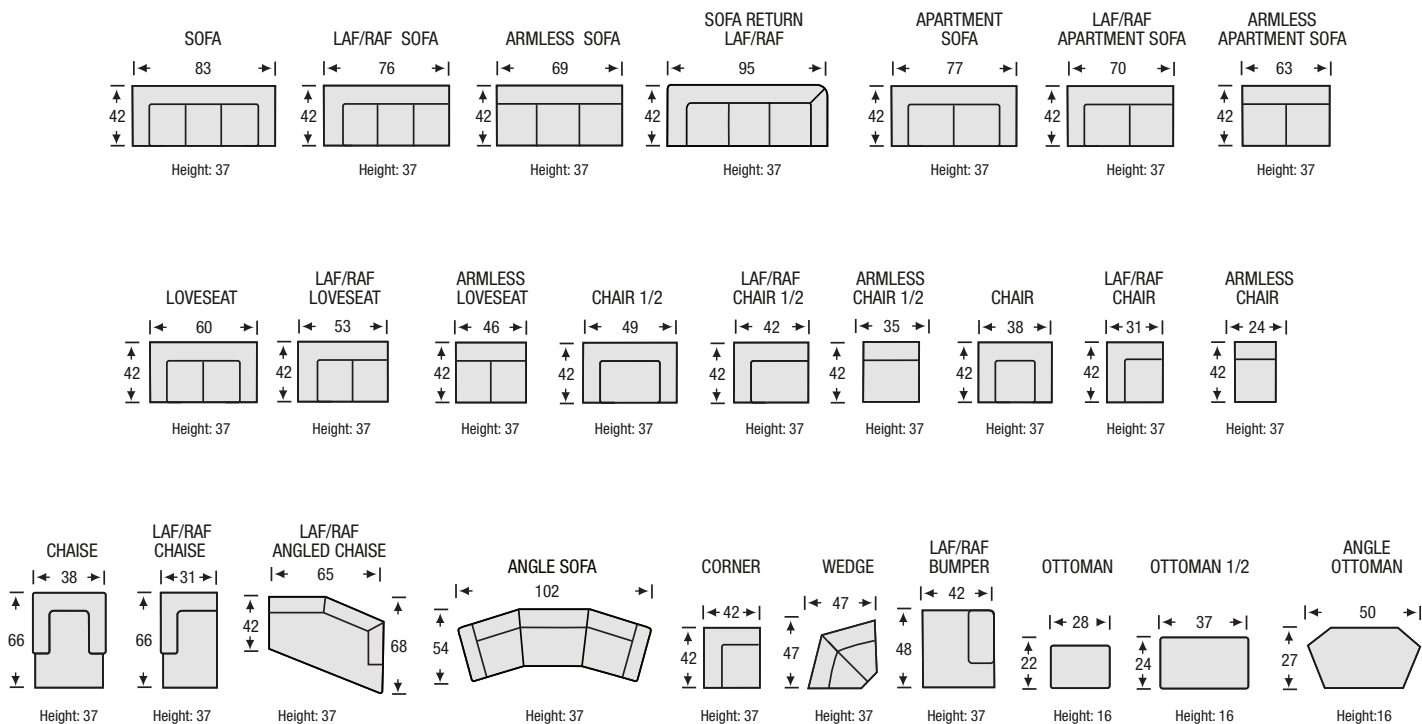 SOFA
83
42
Height: 37
LAF/RAF SOFA
76
42
Height: 37
ARMLESS SOFA
69
42
Height: 37
SOFA RETURN
LAF/RAF
95
42
Height: 37
APARTMENT
SOFA
77
42
Height: 37
LAF/RAF
APARTMENT SOFA
70
42
Height: 37
ARMLESS
APARTMENT SOFA
63
42
Height: 37
LOVESEAT
60
42
Height: 37
LAF/RAF
LOVESEAT
53
42
Height: 37
ARMLESS
LOVESEAT
46
42
Height: 37
CHAIR 1/2
49
42
Height: 37
LAF/RAF
CHAIR 1/2
42
42
Height: 37
ARMLESS
CHAIR 1/2
35
42
Height: 37
CHAIR
38
42
Height: 37
LAF/RAF
CHAIR
31
42
Height: 37
ARMLESS
CHAIR
24
42
Height: 37
CHAISE
38
66
Height: 37
LAF/RAF
CHAISE
31
66
Height: 37
LAF/RAF
ANGLED CHAISE
65
42
68
Height: 37
ANGLE SOFA
102
54
Height: 37
CORNER
42
42
Height: 37
WEDGE
47
47
Height: 37
LAF/RAF
BUMPER
42
48
Height: 37
OTTOMAN
28
22
Height: 16
OTTOMAN 1/2
37
24
Height: 16
ANGLE
OTTOMAN
50
27
Height:16